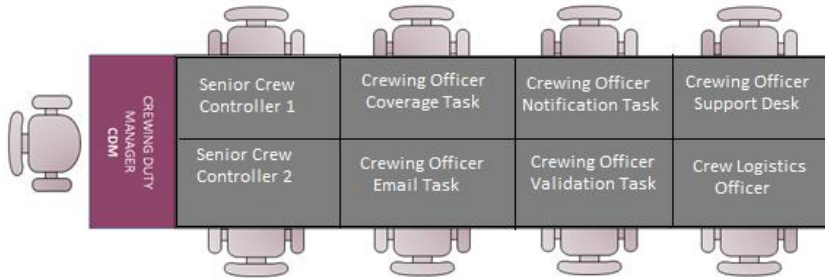 CREWING DUTY
MANAGER
CDM
Senior Crew
Controller 1
Crewing Officer
Coverage Task
Crewing Officer
Notification Task
Crewing Officer
Support Desk
Senior Crew
Controller 2
Crewing Officer
Email Task
Crewing Officer
Validation Task
Crew Logistics
Officer